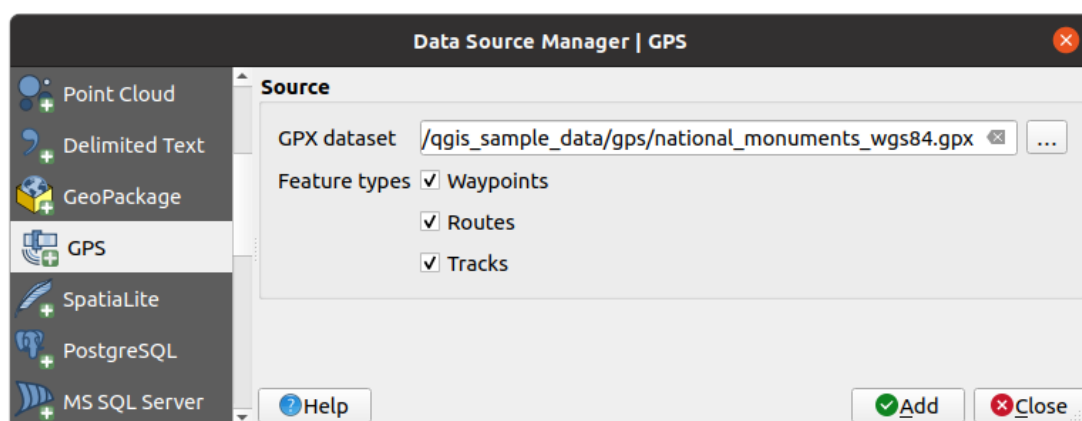 Data Source Manager | GPS
Point Cloud
Delimited Text
GeoPackage
GPS
SpatiaLite
PostgreSQL
MS SQL Server
Source
GPX dataset /qgis_sample_data/gps/national_monuments_wgs84.gpx ...
Feature types Waypoints
Routes
Tracks
Help Add Close